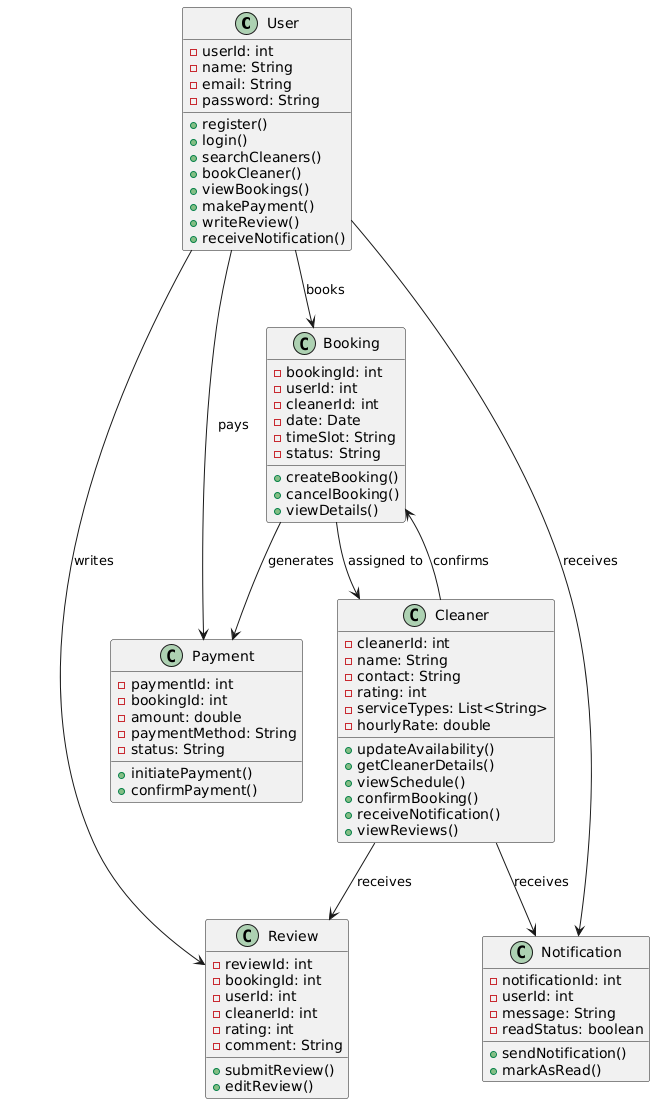 C User
userId: int
name: String
email: String
password: String
register()
login()
searchCleaners()
bookCleaner()
viewBookings()
makePayment()
writeReview()
receiveNotification()
books
C Booking
bookingId: int
userId: int
cleanerId: int
date: Date
timeSlot: String
status: String
createBooking()
cancelBooking()
viewDetails()
pays
writes
generates
assigned to
confirms
receives
C Payment
paymentId: int
bookingId: int
amount: double
paymentMethod: String
status: String
initiatePayment()
confirmPayment()
C Cleaner
cleanerId: int
name: String
contact: String
rating: int
serviceTypes: List<String>
hourlyRate: double
updateAvailability()
getCleanerDetails()
viewSchedule()
confirmBooking()
receiveNotification()
viewReviews()
receives
receives
C Review
reviewId: int
bookingId: int
userId: int
cleanerId: int
rating: int
comment: String
submitReview()
editReview()
C Notification
notificationId: int
userId: int
message: String
readStatus: boolean
sendNotification()
markAsRead()